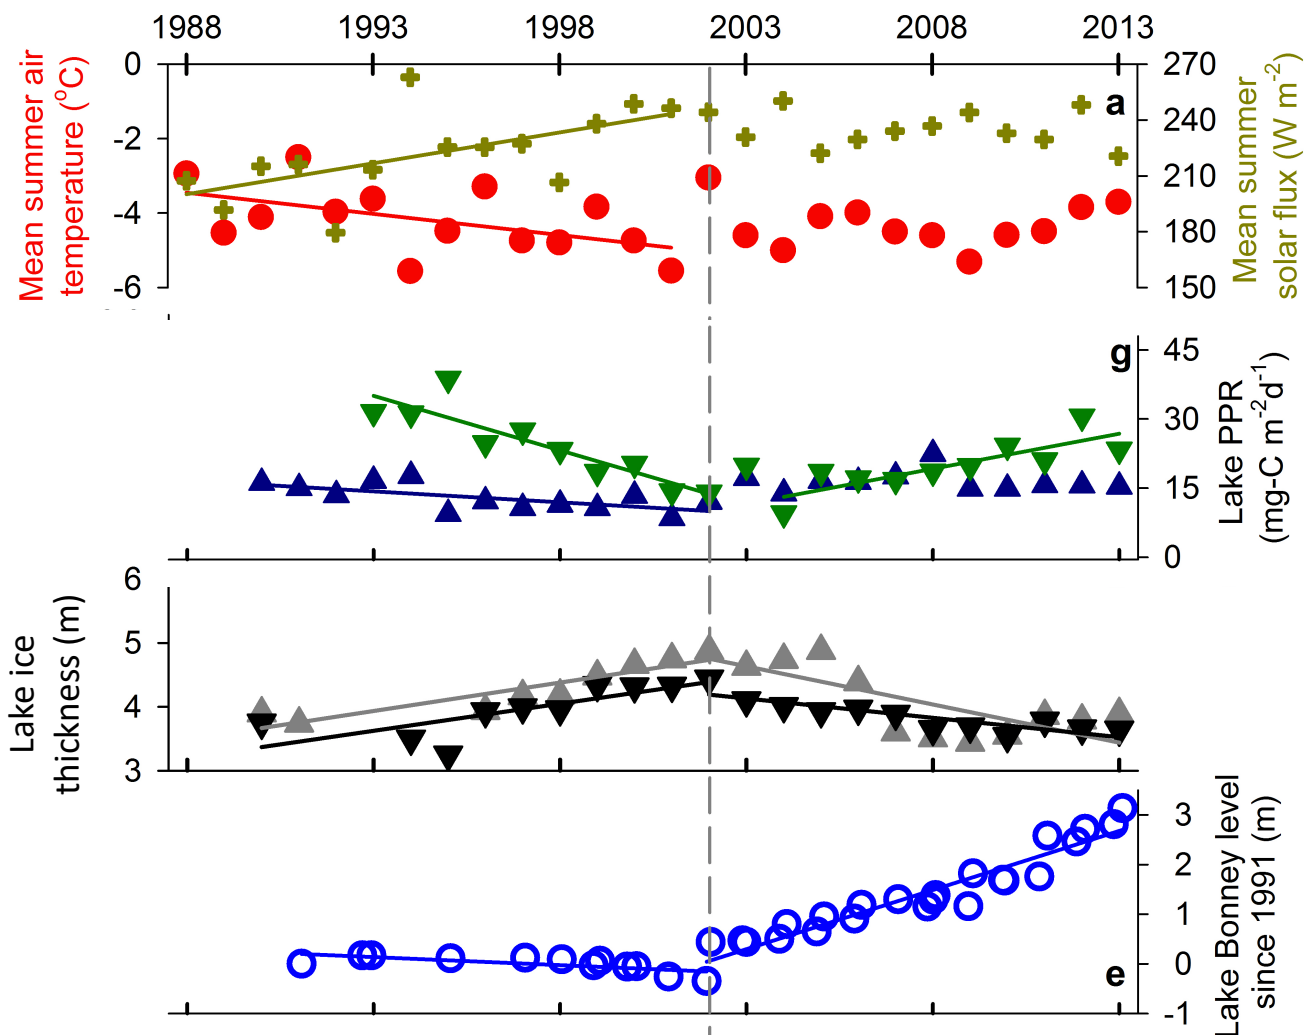 1988 1993 1998 2003 2008 2013
Mean summer air
temperature (°C)
0
-2
-4
-6
a
270
240
210
180
150
Mean summer
solar flux (W m⁻²)
g
45
30
15
0
Lake PPR
(mg-C m⁻²d⁻¹)
Lake ice
thickness (m)
6
5
4
3
e
3
2
1
0
-1
Lake Bonney level
since 1991 (m)